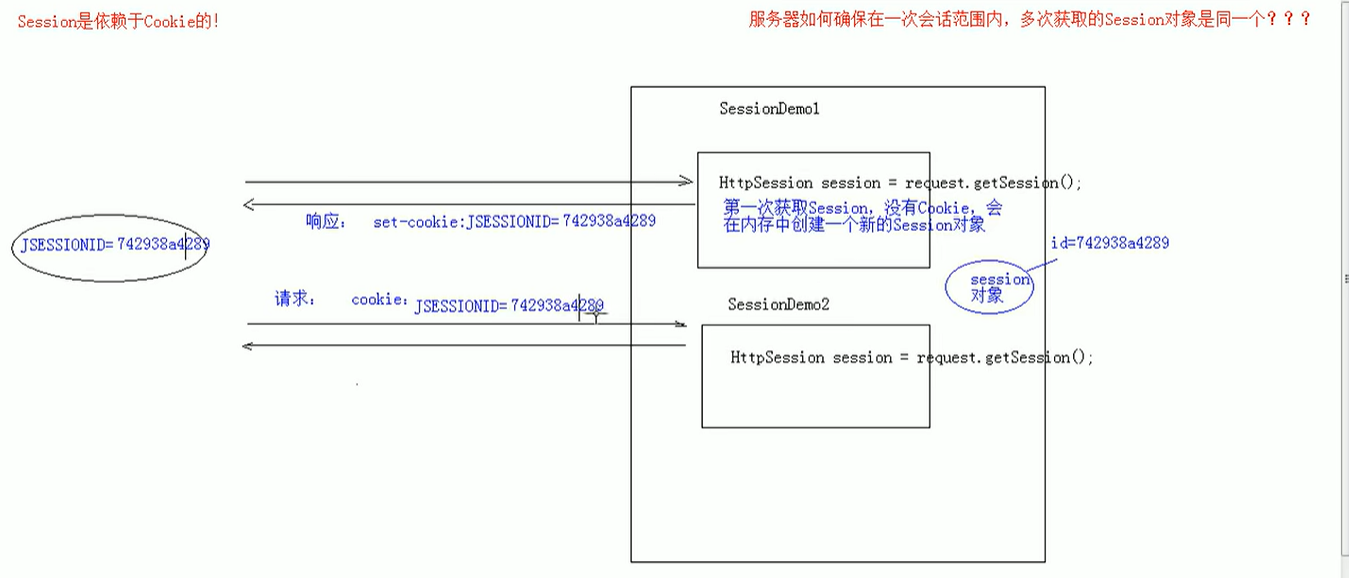 Session是依赖于Cookie的!
服务器如何确保在一次会话范围内，多次获取的Session对象是同一个？？？
SessionDemo1
HttpSession session = request.getSession();
第一次获取Session，没有Cookie，会
在内存中创建一个新的Session对象
响应： set-cookie:JSESSIONID=742938a4289
JSESSIONID=742938a4289
id=742938a4289
session
对象
请求： cookie：JSESSIONID=742938a4289
SessionDemo2
HttpSession session = request.getSession();